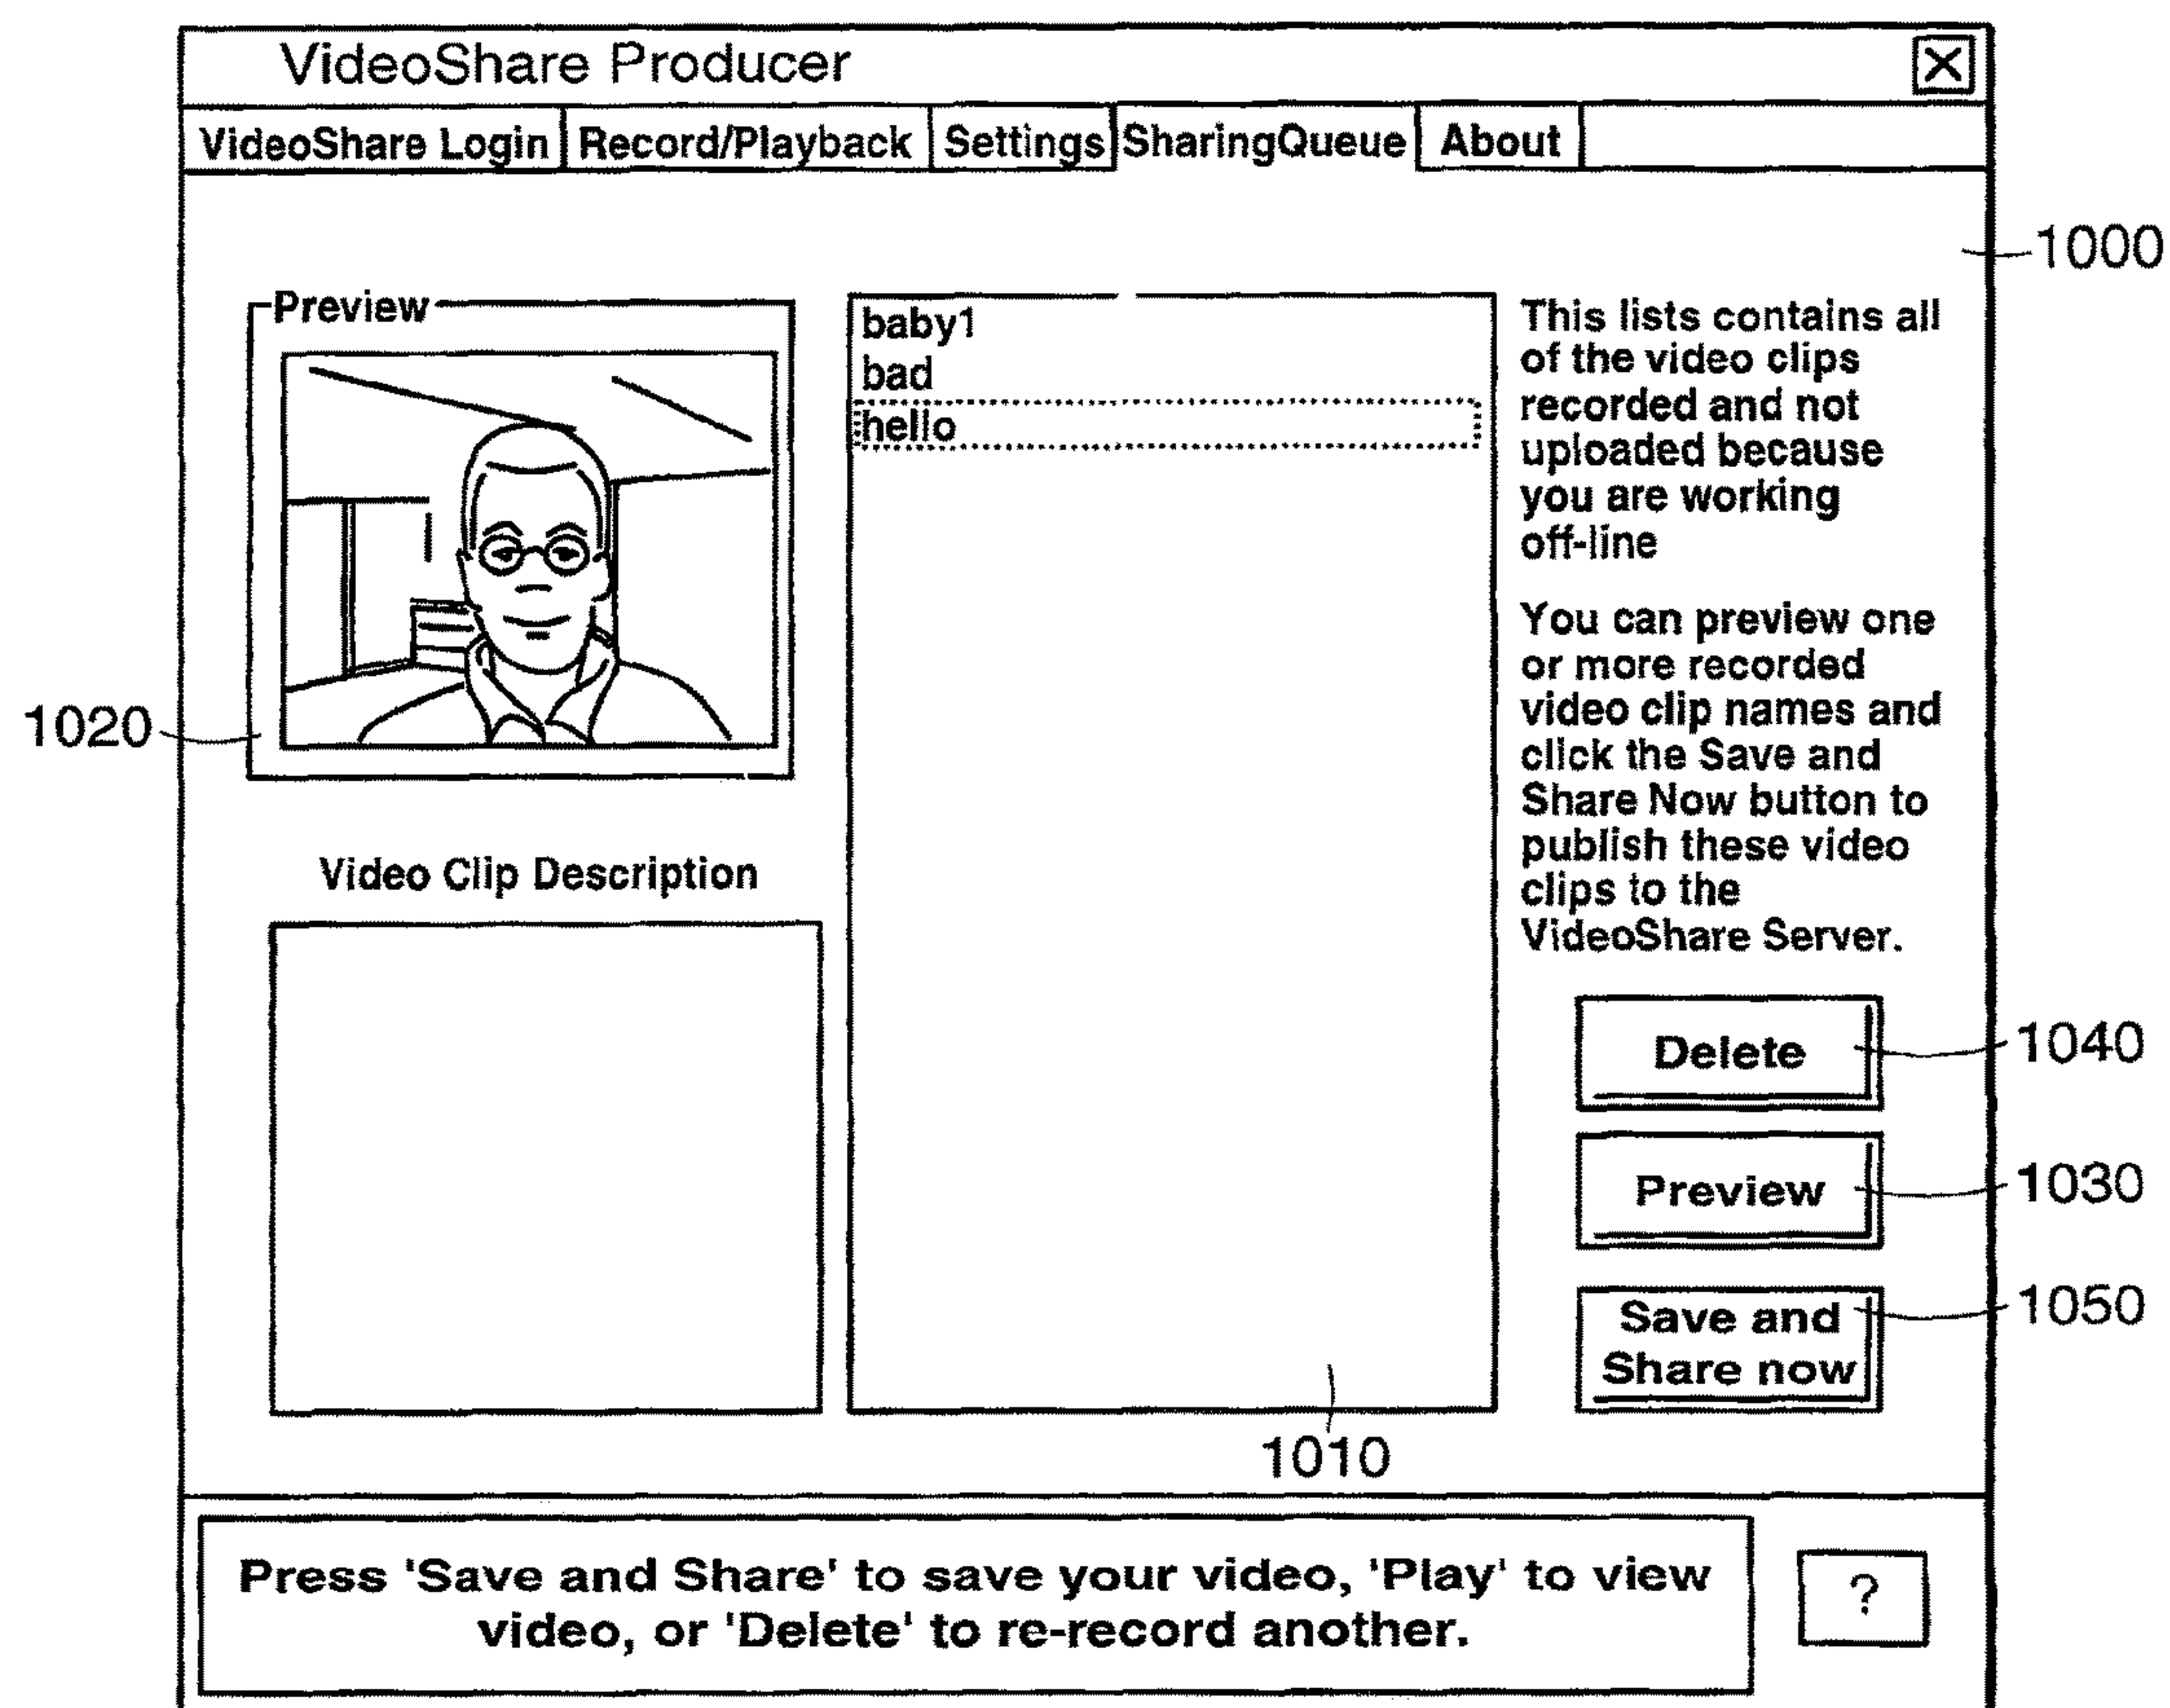 VideoShare Producer
VideoShare Login Record/Playback Settings SharingQueue About
1000
Preview
1020
Video Clip Description
baby1
bad
hello
1010
This lists contains all
of the video clips
recorded and not
uploaded because
you are working
off-line
You can preview one
or more recorded
video clip names and
click the Save and
Share Now button to
publish these video
clips to the
VideoShare Server.
Delete
1040
Preview
1030
Save and
Share now
1050
Press 'Save and Share' to save your video, 'Play' to view
video, or 'Delete' to re-record another.
?